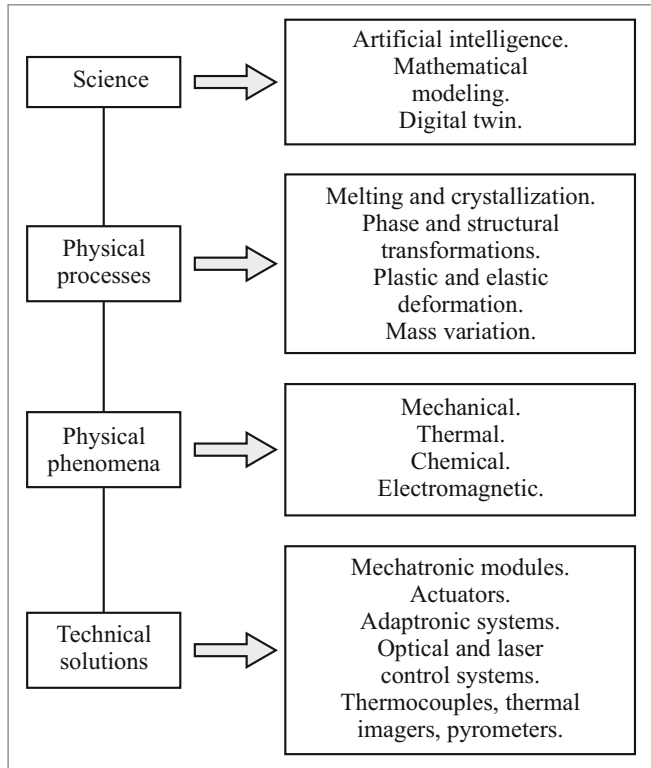 Science
Artificial intelligence.
Mathematical
modeling.
Digital twin.
Physical
processes
Melting and crystallization.
Phase and structural
transformations.
Plastic and elastic
deformation.
Mass variation.
Physical
phenomena
Mechanical.
Thermal.
Chemical.
Electromagnetic.
Technical
solutions
Mechatronic modules.
Actuators.
Adaptronic systems.
Optical and laser
control systems.
Thermocouples, thermal
imagers, pyrometers.